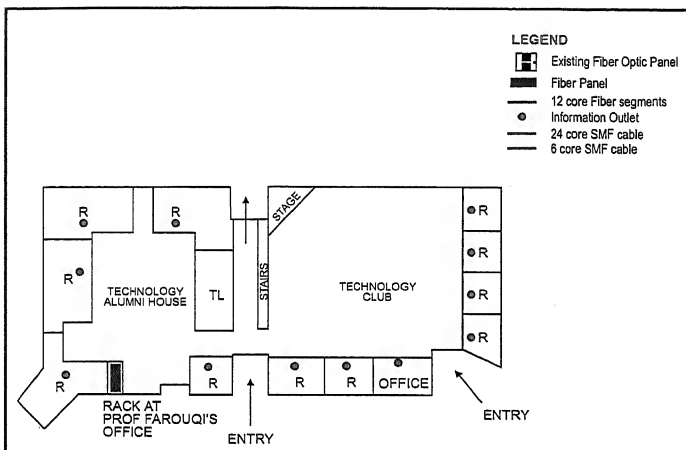 LEGEND
Existing Fiber Optic Panel
Fiber Panel
12 core Fiber segments
Information Outlet
24 core SMF cable
6 core SMF cable
R
R
STAGE
R
R
TECHNOLOGY
ALUMNI HOUSE
TL
STAIRS
TECHNOLOGY
CLUB
R
R
R
R
R
R
R
R
OFFICE
RACK AT
PROF FAROUQI'S
OFFICE
ENTRY
ENTRY